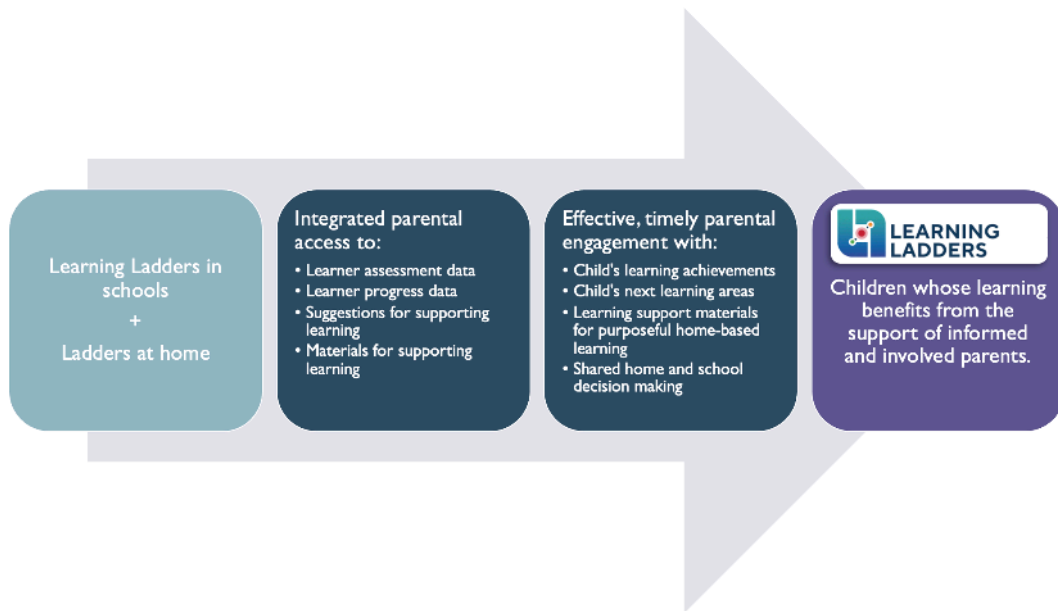 Learning Ladders in
schools
+
Ladders at home
Integrated parental
access to:
• Learner assessment data
• Learner progress data
• Suggestions for supporting
learning
• Materials for supporting
learning
Effective, timely parental
engagement with:
• Child's learning achievements
• Child's next learning areas
• Learning support materials
for purposeful home-based
learning
• Shared home and school
decision making
LEARNING
LADDERS
Children whose learning
benefits from the
support of informed
and involved parents.